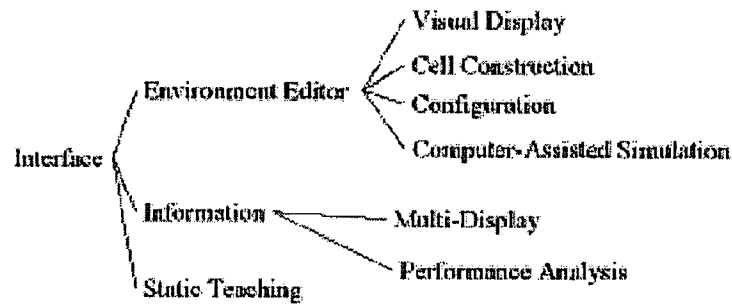 Visual Display
Cell Construction
Environment Editor
Configuration
Computer-Assisted Simulation
Interface
Information
Multi-Display
Performance Analysis
Static Teaching